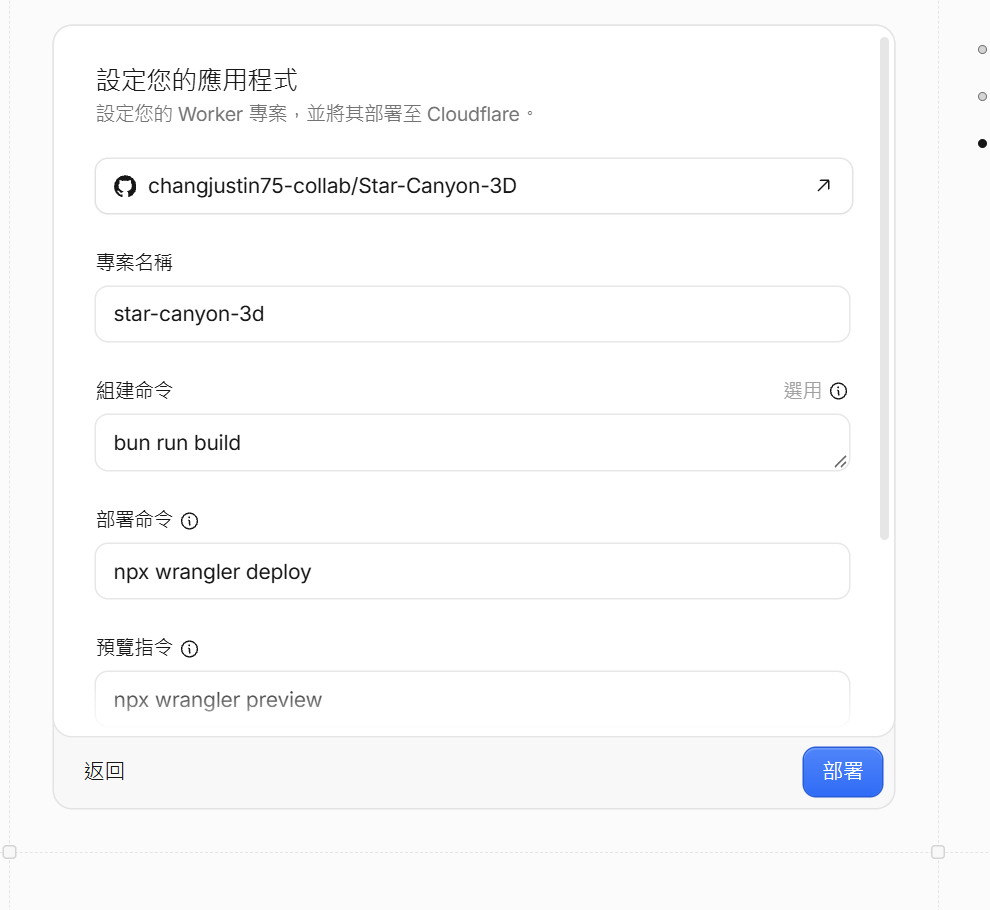 設定您的應用程式
設定您的 Worker 專案，並將其部署至 Cloudflare。
changjustin75-collab/Star-Canyon-3D
專案名稱
star-canyon-3d
組建命令
選用
bun run build
部署命令
npx wrangler deploy
預覽指令
npx wrangler preview
返回
部署